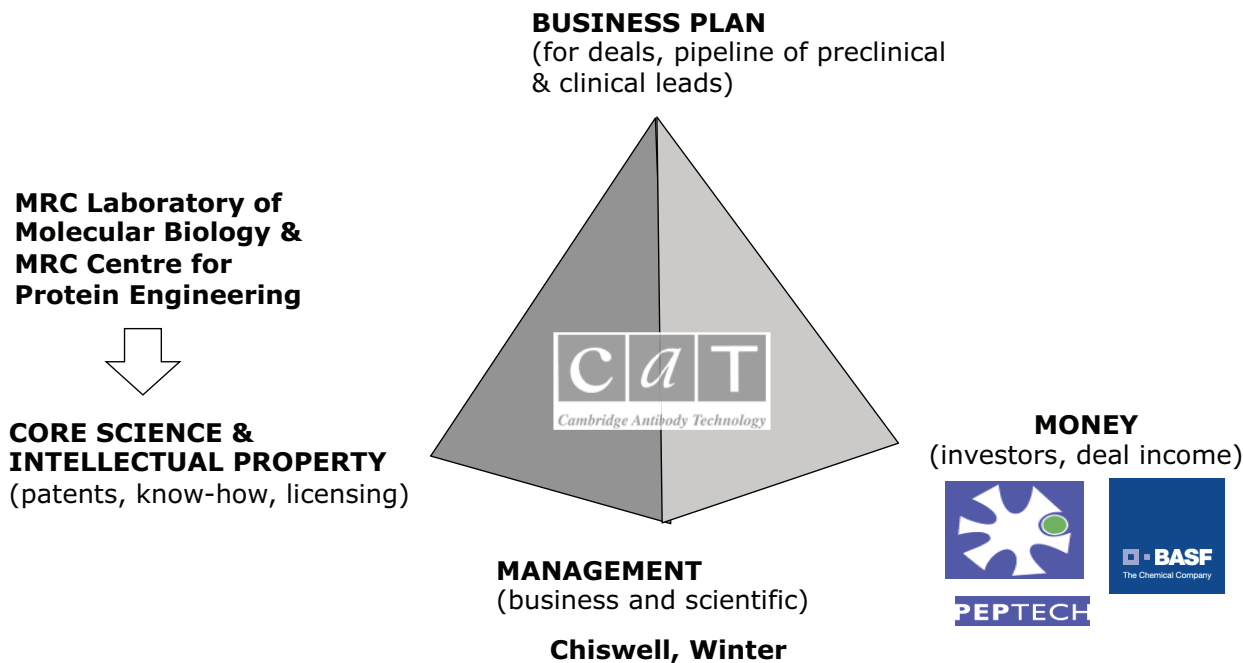 BUSINESS PLAN
(for deals, pipeline of preclinical
& clinical leads)
MRC Laboratory of
Molecular Biology &
MRC Centre for
Protein Engineering
CaT
Cambridge Antibody Technology
CORE SCIENCE &
INTELLECTUAL PROPERTY
(patents, know-how, licensing)
MONEY
(investors, deal income)
BASF
The Chemical Company
PEPTECH
MANAGEMENT
(business and scientific)
Chiswell, Winter